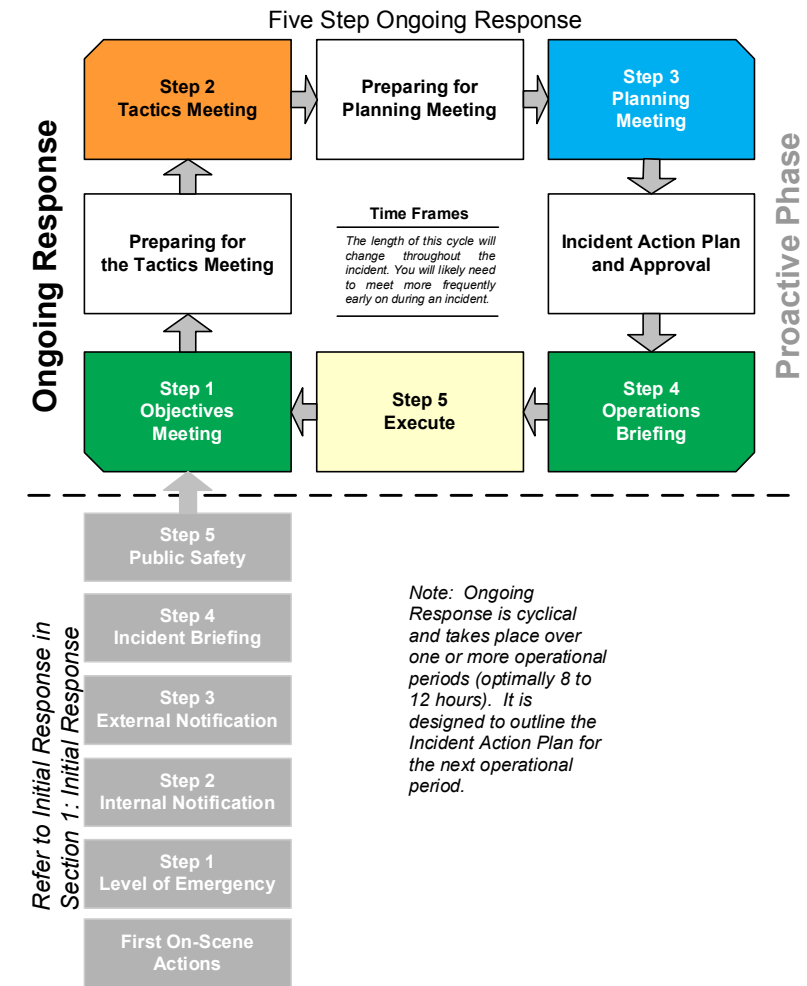 Five Step Ongoing Response
Ongoing Response
Proactive Phase
Step 2
Tactics Meeting
Preparing for
Planning Meeting
Step 3
Planning
Meeting
Preparing for
the Tactics Meeting
Time Frames
The length of this cycle will
change throughout the
incident. You will likely need
to meet more frequently
early on during an incident.
Incident Action Plan
and Approval
Step 1
Objectives
Meeting
Step 5
Execute
Step 4
Operations
Briefing
Refer to Initial Response in
Section 1: Initial Response
Step 5
Public Safety
Step 4
Incident Briefing
Step 3
External Notification
Step 2
Internal Notification
Step 1
Level of Emergency
First On-Scene
Actions
Note: Ongoing
Response is cyclical
and takes place over
one or more operational
periods (optimally 8 to
12 hours). It is
designed to outline the
Incident Action Plan for
the next operational
period.